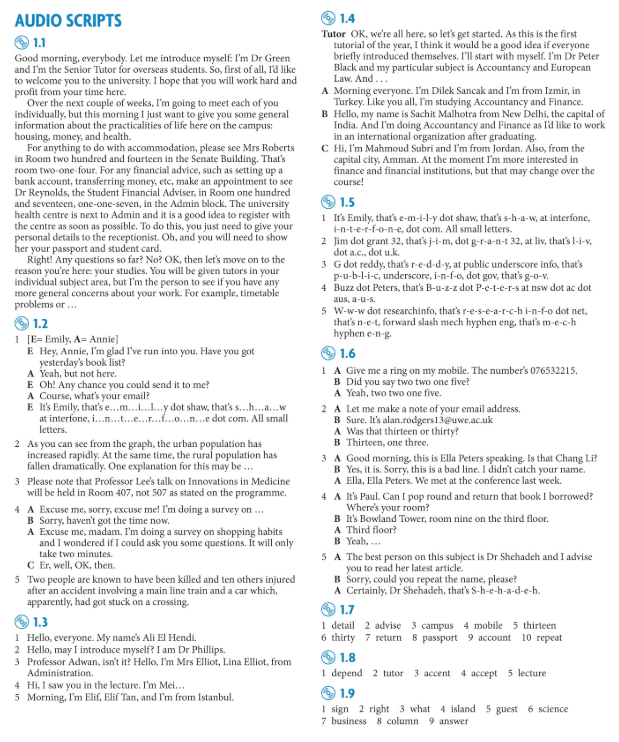 AUDIO SCRIPTS
1.1
Good morning, everybody. Let me introduce myself: I'm Dr Green
and I'm the Senior Tutor for overseas students. So, first of all, I'd like
to welcome you to the university. I hope that you will work hard and
profit from your time here.
Over the next couple of weeks, I'm going to meet each of you
individually, but this morning I just want to give you some general
information about the practicalities of life here on the campus:
housing, money, and health.
For anything to do with accommodation, please see Mrs Roberts
in Room two hundred and fourteen in the Senate Building. That's
room two-one-four. For any financial advice, such as setting up a
bank account, transferring money, etc, make an appointment to see
Dr Reynolds, the Student Financial Adviser, in Room one hundred
and seventeen, one-one-seven, in the Admin block. The university
health centre is next to Admin and it is a good idea to register with
the centre as soon as possible. To do this, you just need to give your
personal details to the receptionist. Oh, and you will need to show
her your passport and student card.
Right! Any questions so far? No? OK, then let's move on to the
reason you're here: your studies. You will be given tutors in your
individual subject area, but I'm the person to see if you have any
more general concerns about your work. For example, timetable
problems or …
1.2
1 [E= Emily, A= Annie]
E Hey, Annie, I'm glad I've run into you. Have you got
yesterday's book list?
A Yeah, but not here.
E Oh! Any chance you could send it to me?
A Course, what's your email?
E It's Emily, that's e…m…i…l…y dot shaw, that's s…h…a…w
at interfone, i…n…t…e…r…f…o…n…e dot com. All small
letters.
2 As you can see from the graph, the urban population has
increased rapidly. At the same time, the rural population has
fallen dramatically. One explanation for this may be …
3 Please note that Professor Lee's talk on Innovations in Medicine
will be held in Room 407, not 507 as stated on the programme.
4 A Excuse me, sorry, excuse me! I'm doing a survey on …
B Sorry, haven't got the time now.
A Excuse me, madam. I'm doing a survey on shopping habits
and I wondered if I could ask you some questions. It will only
take two minutes.
C Er, well, OK, then.
5 Two people are known to have been killed and ten others injured
after an accident involving a main line train and a car which,
apparently, had got stuck on a crossing.
1.3
1 Hello, everyone. My name's Ali El Hendi.
2 Hello, may I introduce myself? I am Dr Phillips.
3 Professor Adwan, isn't it? Hello, I'm Mrs Elliot, Lina Elliot, from
Administration.
4 Hi, I saw you in the lecture. I'm Mei…
5 Morning, I'm Elif, Elif Tan, and I'm from Istanbul.
1.4
Tutor OK, we're all here, so let's get started. As this is the first
tutorial of the year, I think it would be a good idea if everyone
briefly introduced themselves. I'll start with myself. I'm Dr Peter
Black and my particular subject is Accountancy and European
Law. And . . .
A Morning everyone. I'm Dilek Sancak and I'm from Izmir, in
Turkey. Like you all, I'm studying Accountancy and Finance.
B Hello, my name is Sachit Malhotra from New Delhi, the capital of
India. And I'm doing Accountancy and Finance as I'd like to work
in an international organization after graduating.
C Hi, I'm Mahmoud Subri and I'm from Jordan. Also, from the
capital city, Amman. At the moment I'm more interested in
finance and financial institutions, but that may change over the
course!
1.5
1 It's Emily, that's e-m-i-l-y dot shaw, that's s-h-a-w, at interfone,
i-n-t-e-r-f-o-n-e, dot com. All small letters.
2 Jim dot grant 32, that's j-i-m, dot g-r-a-n-t 32, at liv, that's l-i-v,
dot a.c., dot u.k.
3 G dot reddy, that's r-e-d-d-y, at public underscore info, that's
p-u-b-l-i-c, underscore, i-n-f-o, dot gov, that's g-o-v.
4 Buzz dot Peters, that's B-u-z-z dot P-e-t-e-r-s at nsw dot ac dot
aus, a-u-s.
5 W-w-w dot researchinfo, that's r-e-s-e-a-r-c-h i-n-f-o dot net,
that's n-e-t, forward slash mech hyphen eng, that's m-e-c-h
hyphen e-n-g.
1.6
1 A Give me a ring on my mobile. The number's 076532215.
B Did you say two two one five?
A Yeah, two two one five.
2 A Let me make a note of your email address.
B Sure. It's alan.rodgers13@uwe.ac.uk
A Was that thirteen or thirty?
B Thirteen, one three.
3 A Good morning, this is Ella Peters speaking. Is that Chang Li?
B Yes, it is. Sorry, this is a bad line. I didn't catch your name.
A Ella, Ella Peters. We met at the conference last week.
4 A It's Paul. Can I pop round and return that book I borrowed?
Where's your room?
B It's Bowland Tower, room nine on the third floor.
A Third floor?
B Yeah, …
5 A The best person on this subject is Dr Shehadeh and I advise
you to read her latest article.
B Sorry, could you repeat the name, please?
A Certainly, Dr Shehadeh, that's S-h-e-h-a-d-e-h.
1.7
1 detail 2 advise 3 campus 4 mobile 5 thirteen
6 thirty 7 return 8 passport 9 account 10 repeat
1.8
1 depend 2 tutor 3 accent 4 accept 5 lecture
1.9
1 sign 2 right 3 what 4 island 5 guest 6 science
7 business 8 column 9 answer